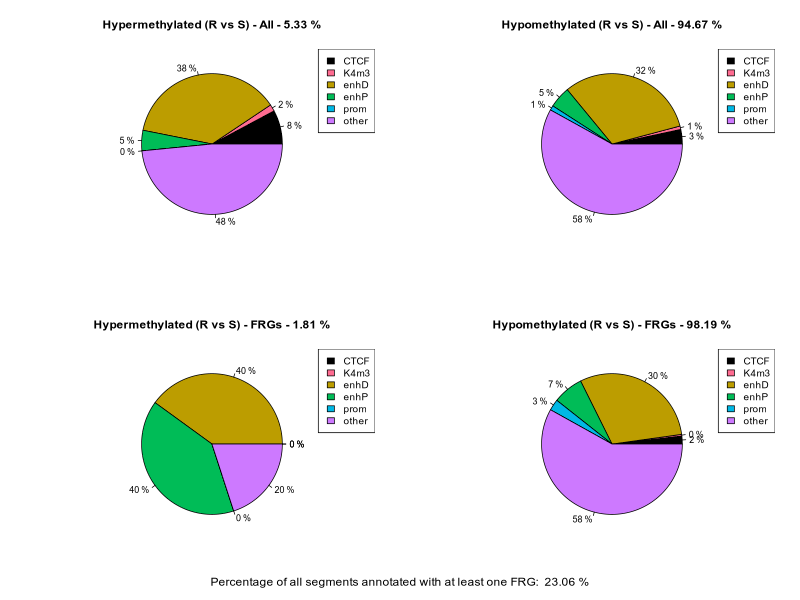 Hypermethylated (R vs S) - All - 5.33 %
38 %
2 %
8 %
5 %
0 %
48 %
CTCF
K4m3
enhD
enhP
prom
other
Hypomethylated (R vs S) - All - 94.67 %
32 %
5 %
1 %
1 %
3 %
58 %
CTCF
K4m3
enhD
enhP
prom
other
Hypermethylated (R vs S) - FRGs - 1.81 %
40 %
0 %
40 %
20 %
0 %
CTCF
K4m3
enhD
enhP
prom
other
Hypomethylated (R vs S) - FRGs - 98.19 %
30 %
7 %
3 %
0 %
2 %
58 %
CTCF
K4m3
enhD
enhP
prom
other
Percentage of all segments annotated with at least one FRG: 23.06 %